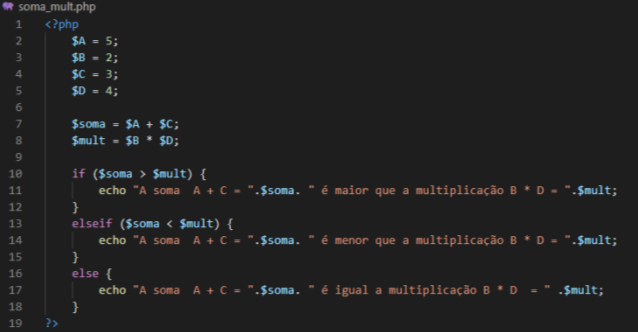 soma_mult.php
1 <?php
2 $A = 5;
3 $B = 2;
4 $C = 3;
5 $D = 4;
6
7 $soma = $A + $C;
8 $mult = $B * $D;
9
10 if ($soma > $mult) {
11 echo "A soma  A + C = ".$soma. " é maior que a multiplicação B * D = ".$mult;
12 }
13 elseif ($soma < $mult) {
14 echo "A soma  A + C = ".$soma. " é menor que a multiplicação B * D = ".$mult;
15 }
16 else {
17 echo "A soma  A + C = ".$soma. " é igual a multiplicação B * D  = " .$mult;
18 }
19 ?>